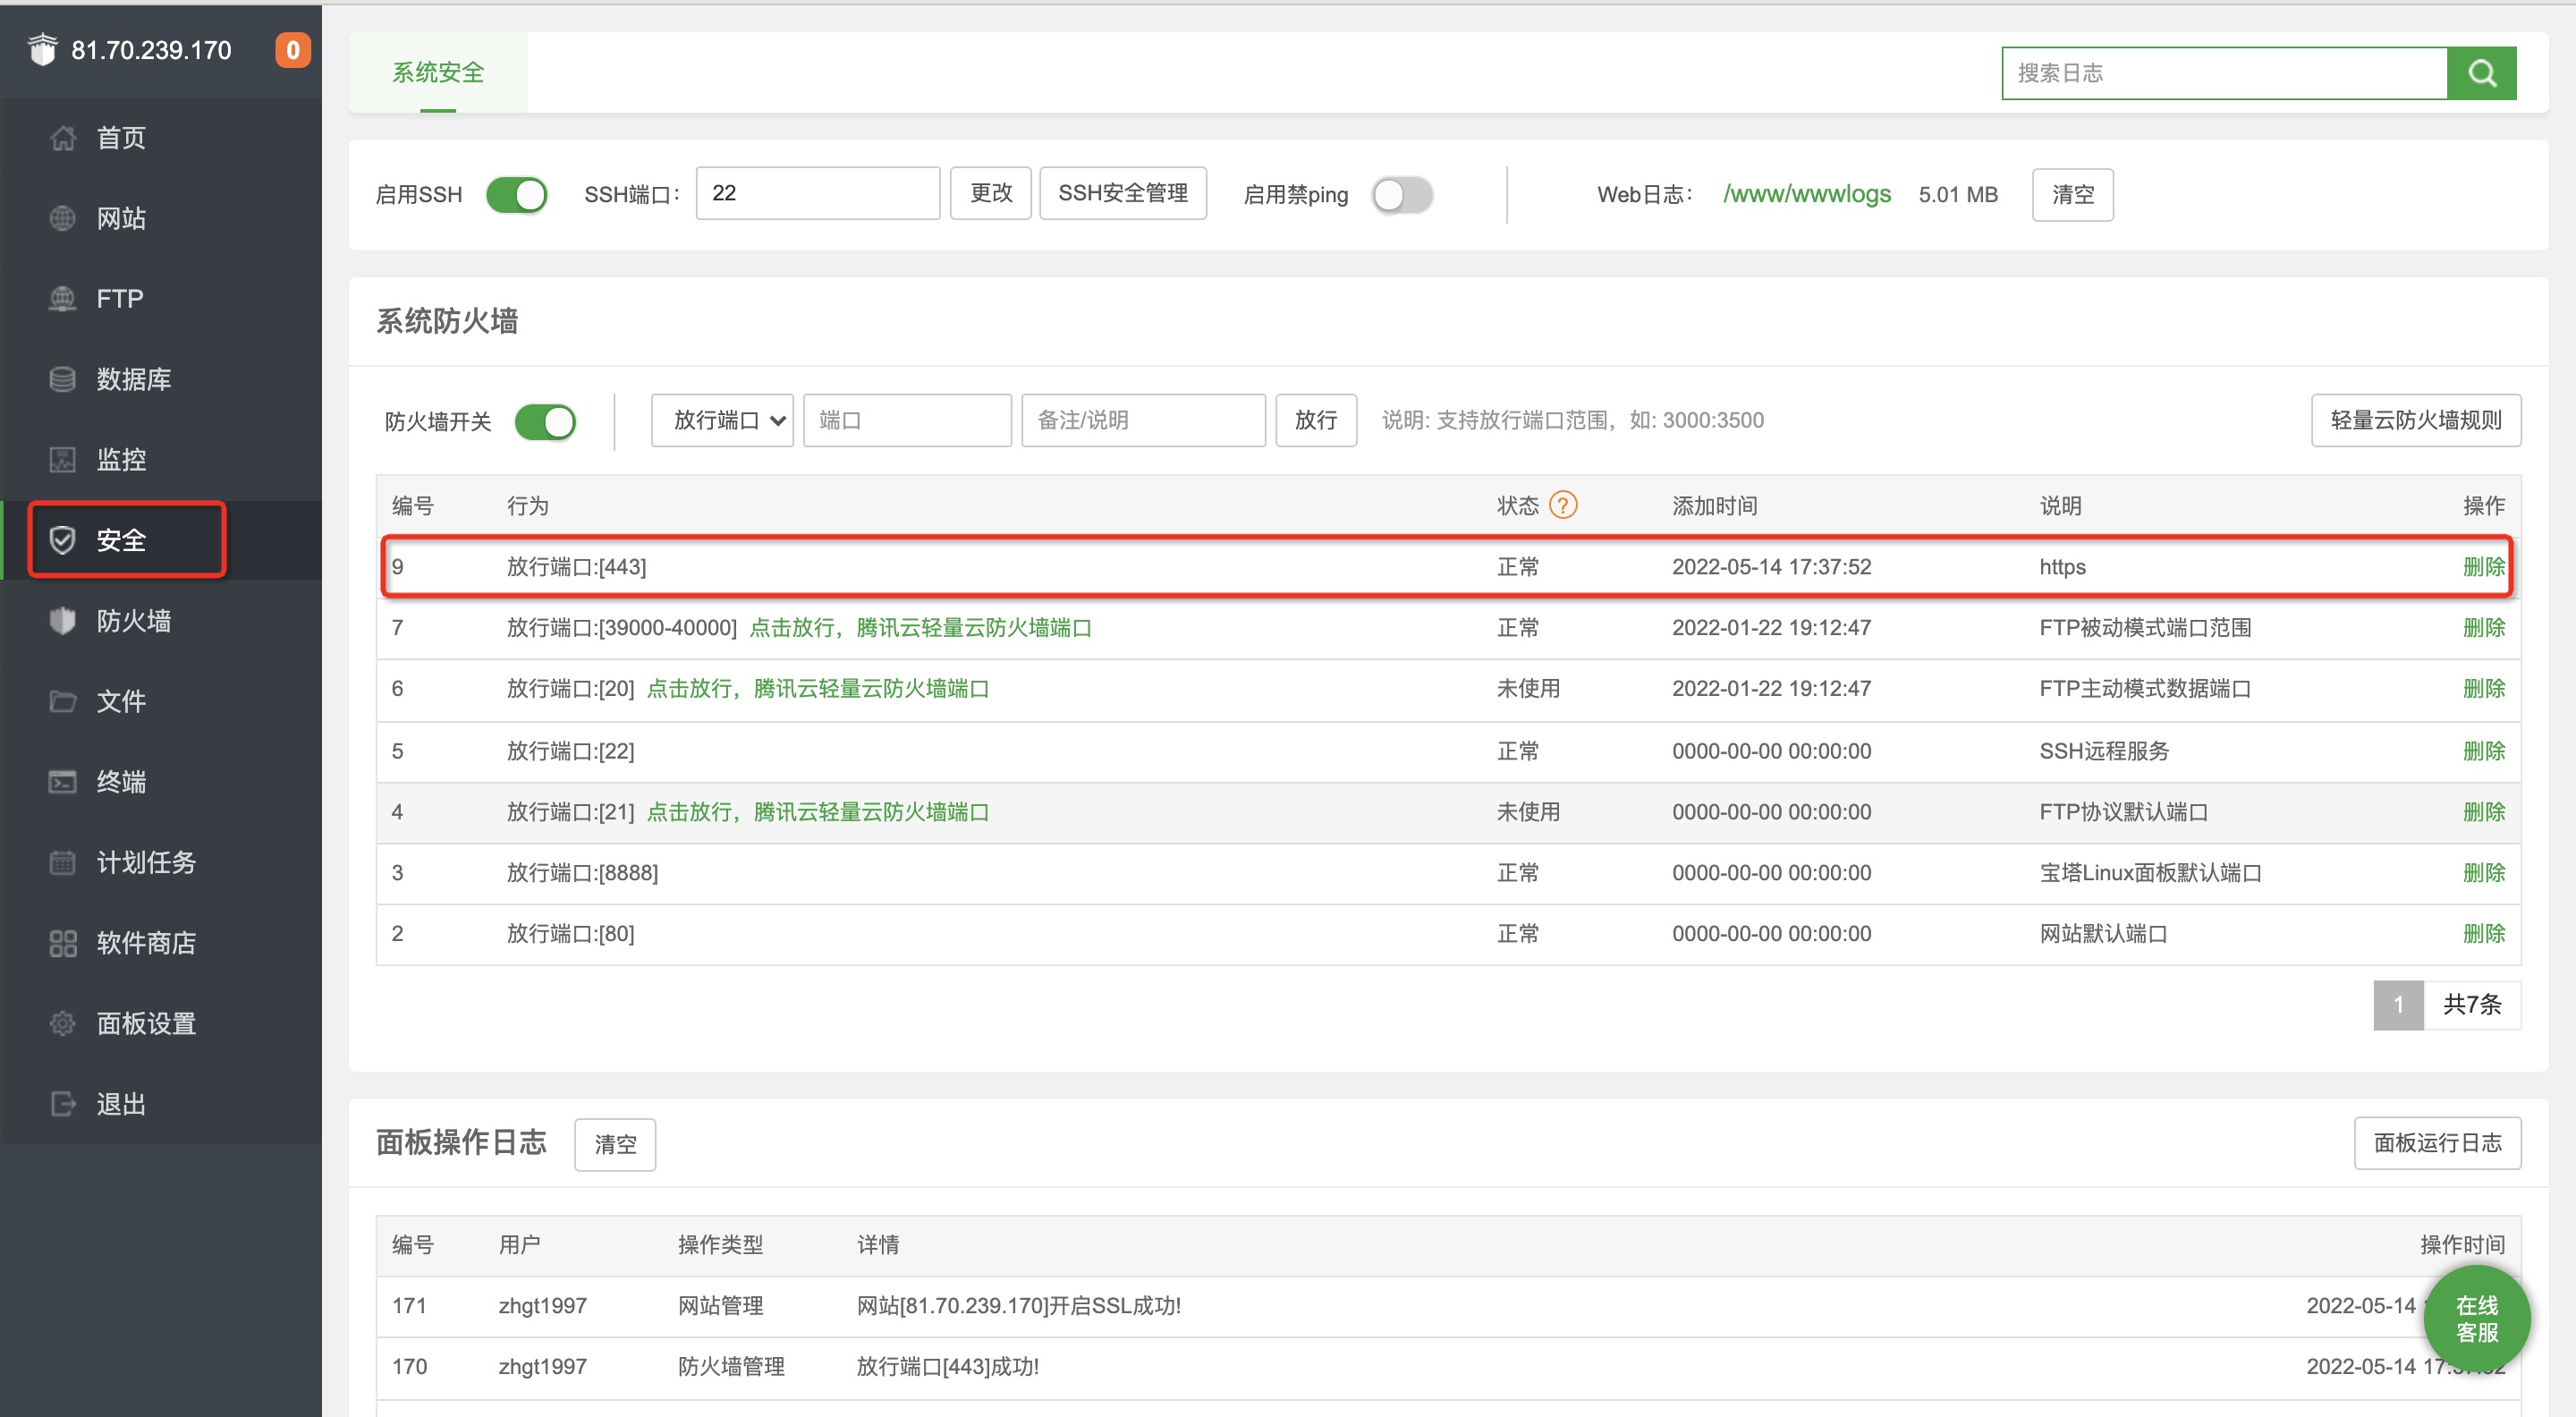 81.70.239.170 0
首页
网站
FTP
数据库
监控
安全
防火墙
文件
终端
计划任务
软件商店
面板设置
退出
系统安全
搜索日志
启用SSH SSH端口： 22 更改 SSH安全管理 启用禁ping Web日志： /www/wwwlogs 5.01 MB 清空
系统防火墙
防火墙开关 放行端口 端口 备注/说明 放行 说明: 支持放行端口范围，如: 3000:3500 轻量云防火墙规则
编号 行为 状态 ? 添加时间 说明 操作
9 放行端口:[443] 正常 2022-05-14 17:37:52 https 删除
7 放行端口:[39000-40000] 点击放行，腾讯云轻量云防火墙端口 正常 2022-01-22 19:12:47 FTP被动模式端口范围 删除
6 放行端口:[20] 点击放行，腾讯云轻量云防火墙端口 未使用 2022-01-22 19:12:47 FTP主动模式数据端口 删除
5 放行端口:[22] 正常 0000-00-00 00:00:00 SSH远程服务 删除
4 放行端口:[21] 点击放行，腾讯云轻量云防火墙端口 未使用 0000-00-00 00:00:00 FTP协议默认端口 删除
3 放行端口:[8888] 正常 0000-00-00 00:00:00 宝塔Linux面板默认端口 删除
2 放行端口:[80] 正常 0000-00-00 00:00:00 网站默认端口 删除
1 共7条
面板操作日志 清空 面板运行日志
编号 用户 操作类型 详情 操作时间
171 zhgt1997 网站管理 网站[81.70.239.170]开启SSL成功! 2022-05-14
170 zhgt1997 防火墙管理 放行端口[443]成功! 2022-05-14
在线
客服